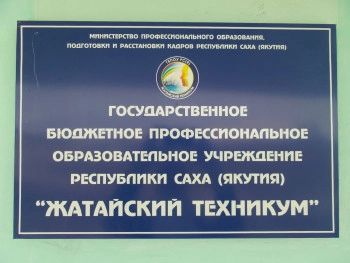 МИНИСТЕРСТВО ПРОФЕССИОНАЛЬНОГО ОБРАЗОВАНИЯ,
ПОДГОТОВКИ И РАССТАНОВКИ КАДРОВ РЕСПУБЛИКИ САХА (ЯКУТИЯ)
ГОСУДАРСТВЕННОЕ
БЮДЖЕТНОЕ ПРОФЕССИОНАЛЬНОЕ
ОБРАЗОВАТЕЛЬНОЕ УЧРЕЖДЕНИЕ
РЕСПУБЛИКИ САХА (ЯКУТИЯ)
"ЖАТАЙСКИЙ ТЕХНИКУМ"